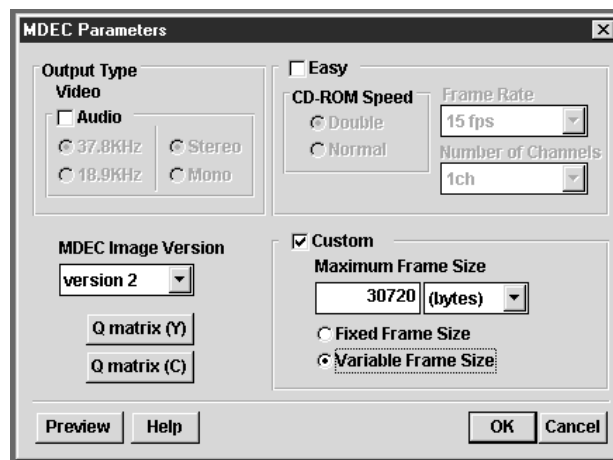 MDEC Parameters
Output Type
Video
Audio
37.8KHz
Stereo
18.9KHz
Mono
Easy
CD-ROM Speed
Double
Normal
Frame Rate
15 fps
Number of Channels
1ch
MDEC Image Version
version 2
Q matrix (Y)
Q matrix (C)
Custom
Maximum Frame Size
30720 (bytes)
Fixed Frame Size
Variable Frame Size
Preview
Help
OK
Cancel